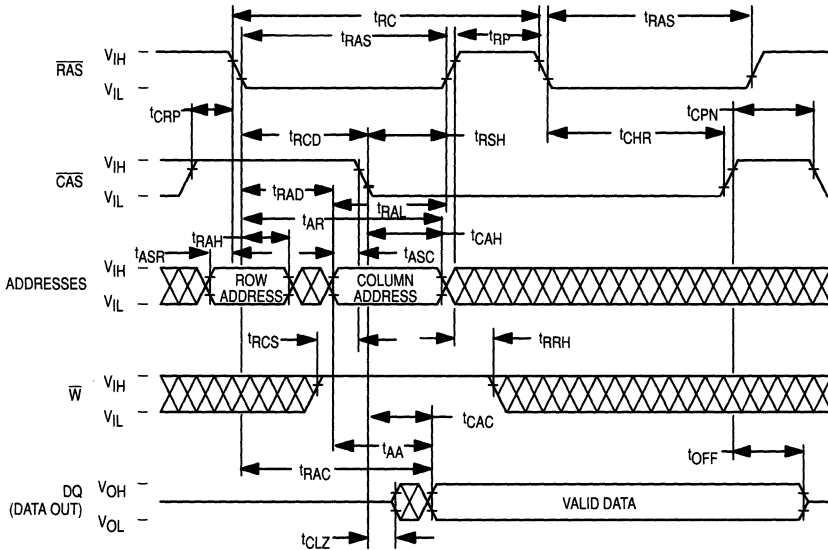 tRC
tRAS tRP tRAS
RAS VIH
VIL
tCRP tRCD tRSH tCHR tCPN
CAS VIH
VIL
tRAD
tRAL
tAR
tRAH tCAH
tASR tASC
ADDRESSES VIH
VIL
ROW ADDRESS
COLUMN ADDRESS
tRCS tRRH
W VIH
VIL
tCAC
tAA
tRAC tOFF
DQ (DATA OUT) VOH
VOL
VALID DATA
tCLZ